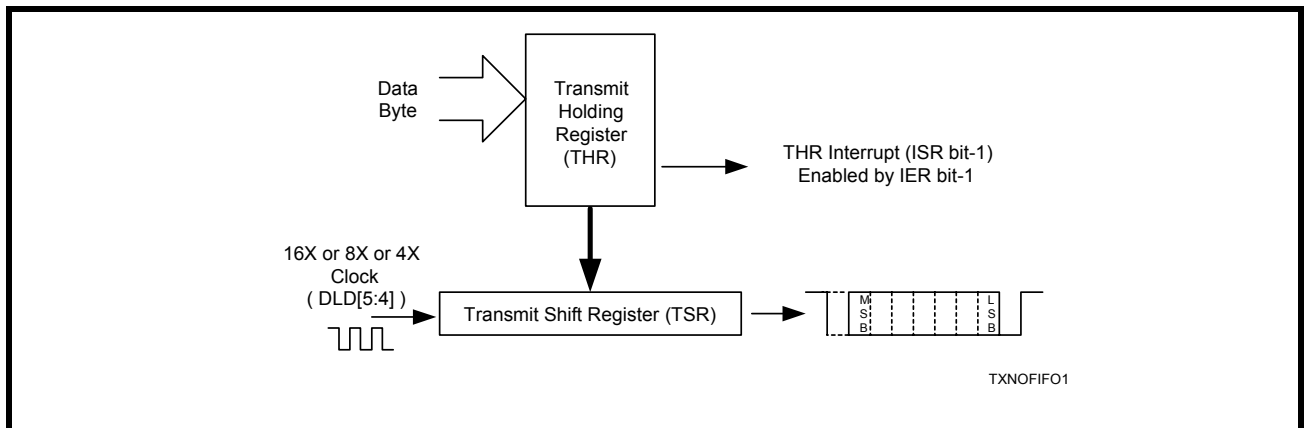 Data
Byte
Transmit
Holding
Register
(THR)
THR Interrupt (ISR bit-1)
Enabled by IER bit-1
16X or 8X or 4X
Clock
( DLD[5:4] )
Transmit Shift Register (TSR)
M
S
B
L
S
B
TXNOFIFO1